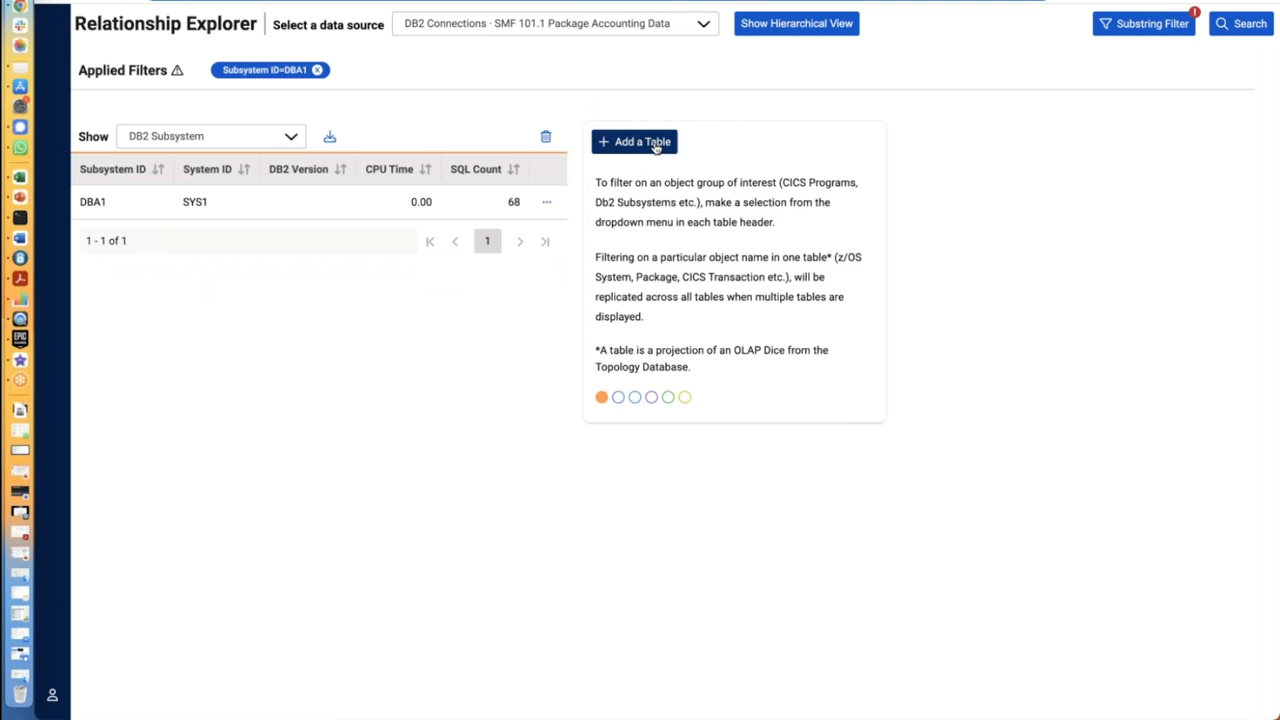 Relationship Explorer
Select a data source
DB2 Connections · SMF 101.1 Package Accounting Data
Show Hierarchical View
Substring Filter
!
Search
Applied Filters
Subsystem ID=DBA1
Show
DB2 Subsystem
Subsystem ID System ID DB2 Version CPU Time SQL Count
DBA1 SYS1 0.00 68 ...
1 - 1 of 1
1
+ Add a Table
To filter on an object group of interest (CICS Programs,
Db2 Subsystems etc.), make a selection from the
dropdown menu in each table header.
Filtering on a particular object name in one table* (z/OS
System, Package, CICS Transaction etc.), will be
replicated across all tables when multiple tables are
displayed.
*A table is a projection of an OLAP Dice from the
Topology Database.
EPIC